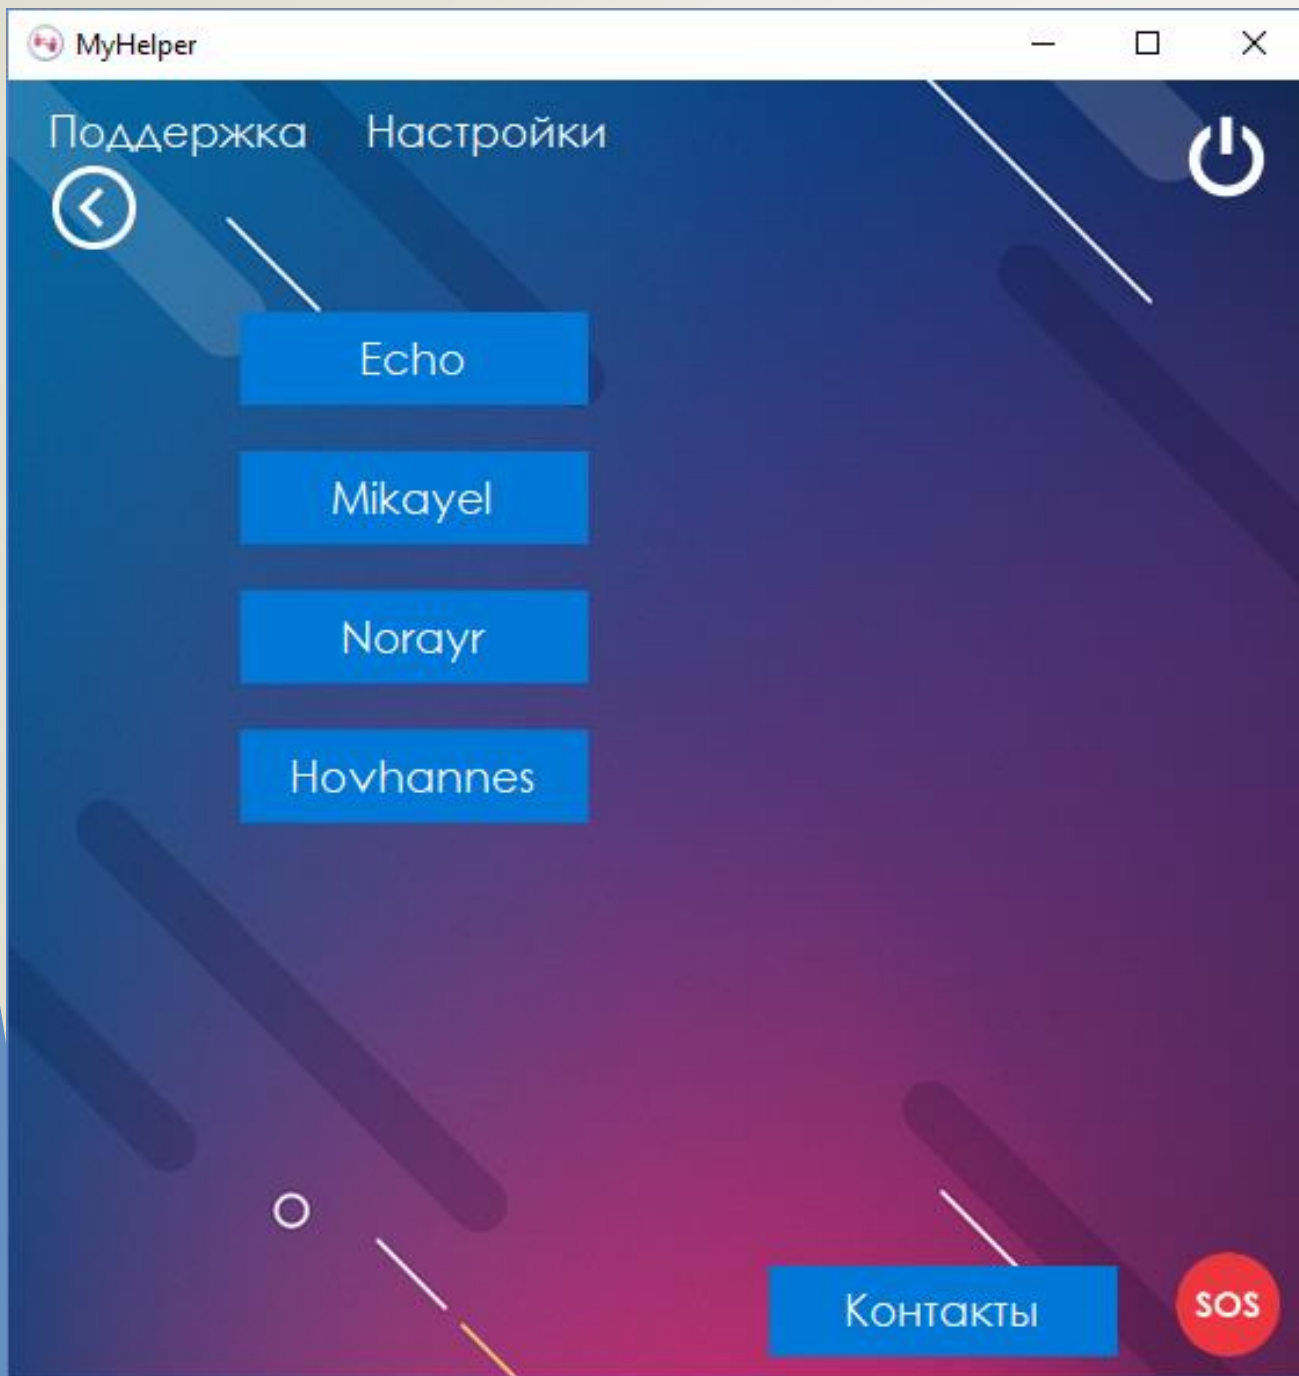 MyHelper
Поддержка Настройки
Echo
Mikayel
Norayr
Hovhannes
Контакты
SOS